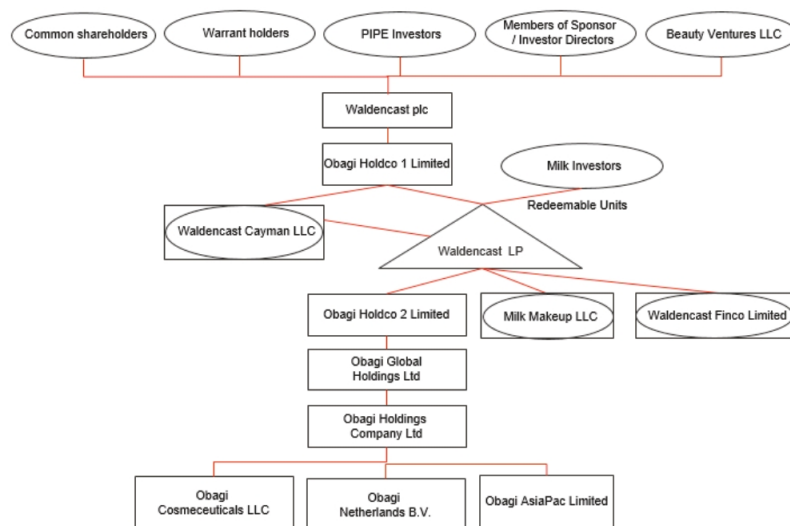 Common shareholders
Warrant holders
PIPE Investors
Members of Sponsor
/ Investor Directors
Beauty Ventures LLC
Waldencast plc
Obagi Holdco 1 Limited
Milk Investors
Redeemable Units
Waldencast Cayman LLC
Waldencast LP
Obagi Holdco 2 Limited
Milk Makeup LLC
Waldencast Finco Limited
Obagi Global
Holdings Ltd
Obagi Holdings
Company Ltd
Obagi
Cosmeceuticals LLC
Obagi
Netherlands B.V.
Obagi AsiaPac Limited